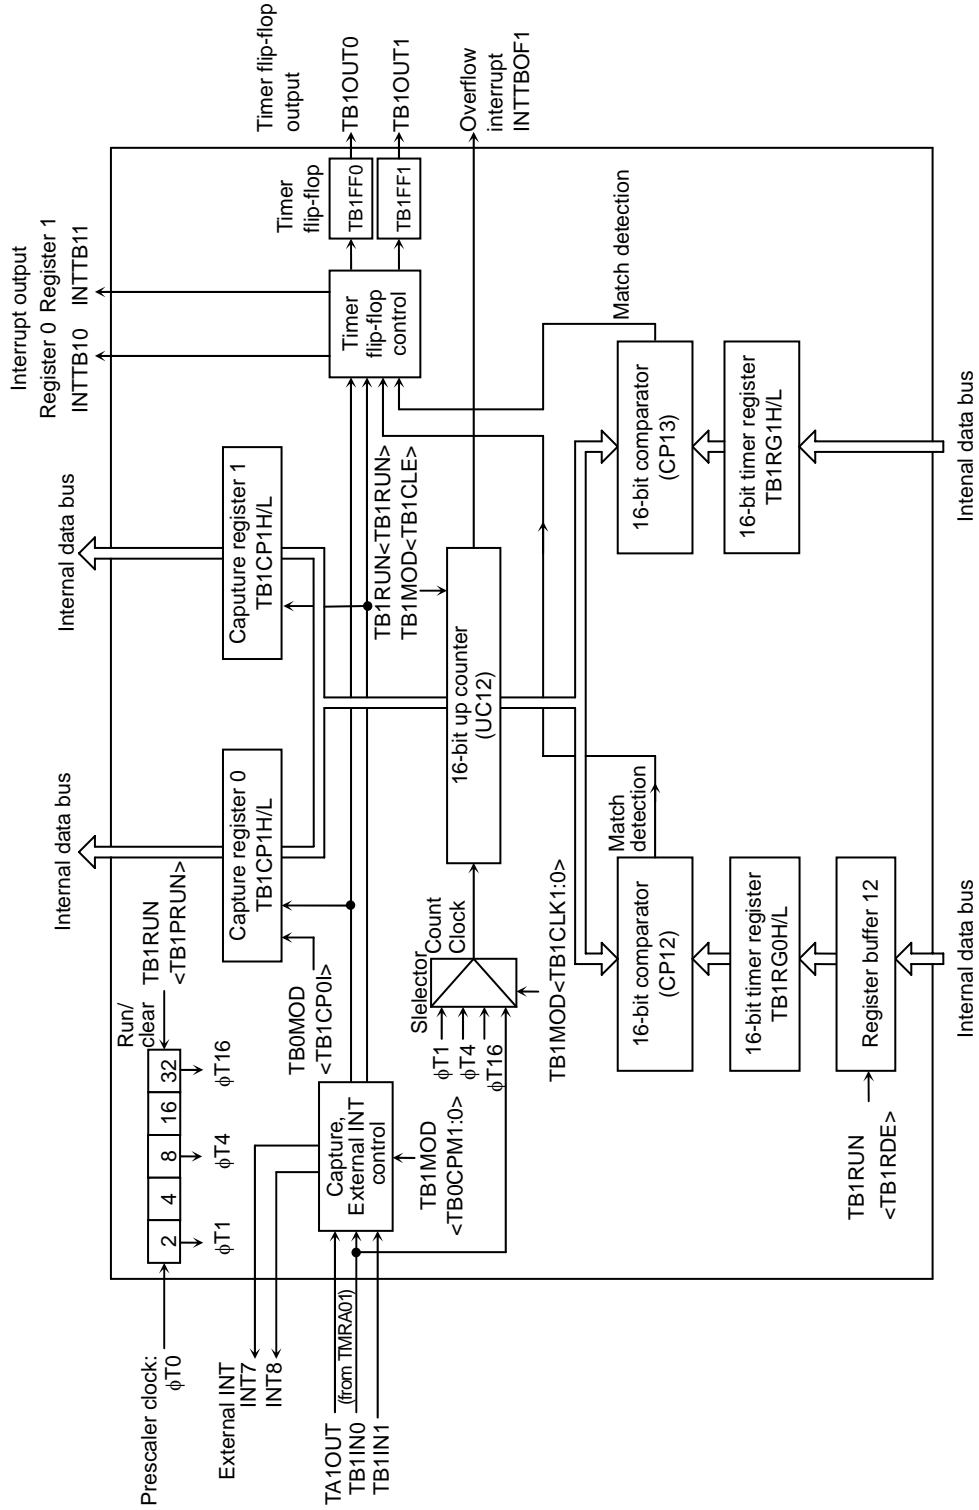 Prescaler clock:
ϕT0
2
4
8
16
32
Run/
clear
TB1RUN
<TB1PRUN>
ϕT1
ϕT4
ϕT16
External INT
INT7
INT8
TA1OUT
(from TMRA01)
TB1IN0
TB1IN1
Capture,
External INT
control
TB1MOD
<TB0CPM1:0>
TB0MOD
<TB1CP0I>
Internal data bus
Capture register 0
TB1CP1H/L
Internal data bus
Caputure register 1
TB1CP1H/L
Interrupt output
Register 0
Register 1
INTTB10
INTTB11
Timer
flip-flop
control
Timer
flip-flop
TB1FF0
TB1FF1
Timer flip-flop
output
TB1OUT0
TB1OUT1
Overflow
interrupt
INTTBOF1
Slelector
ϕT1
ϕT4
ϕT16
Count
Clock
TB1MOD<TB1CLK1:0>
TB1RUN<TB1RUN>
TB1MOD<TB1CLE>
16-bit up counter
(UC12)
Match
detection
16-bit comparator
(CP12)
16-bit timer register
TB1RG0H/L
Register buffer 12
TB1RUN
<TB1RDE>
Internal data bus
Match detection
16-bit comparator
(CP13)
16-bit timer register
TB1RG1H/L
Intenal data bus